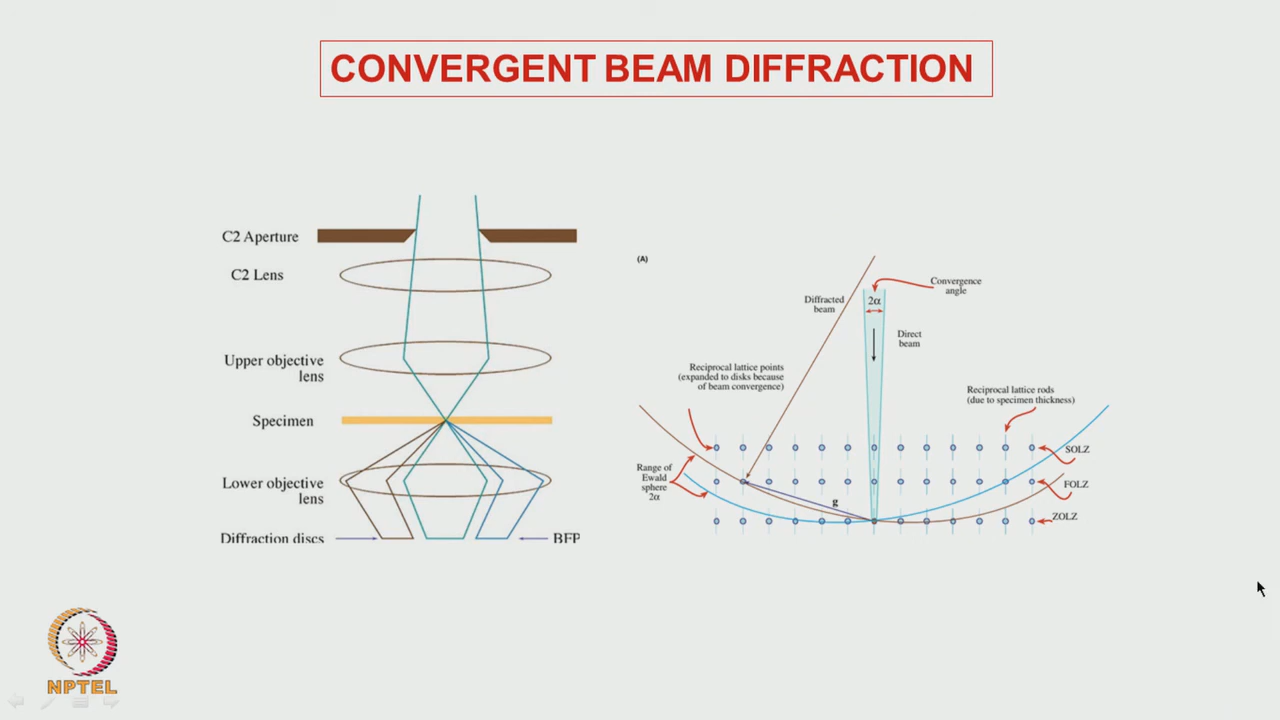 CONVERGENT BEAM DIFFRACTION
C2 Aperture
C2 Lens
Upper objective
lens
Specimen
Lower objective
lens
Diffraction discs
BFP
(A)
Diffracted
beam
Convergence
angle
2α
Direct
beam
Reciprocal lattice points
(expanded to disks because
of beam convergence)
Reciprocal lattice rods
(due to specimen thickness)
Range of
Ewald
sphere
2α
g
SOLZ
FOLZ
ZOLZ
NPTEL